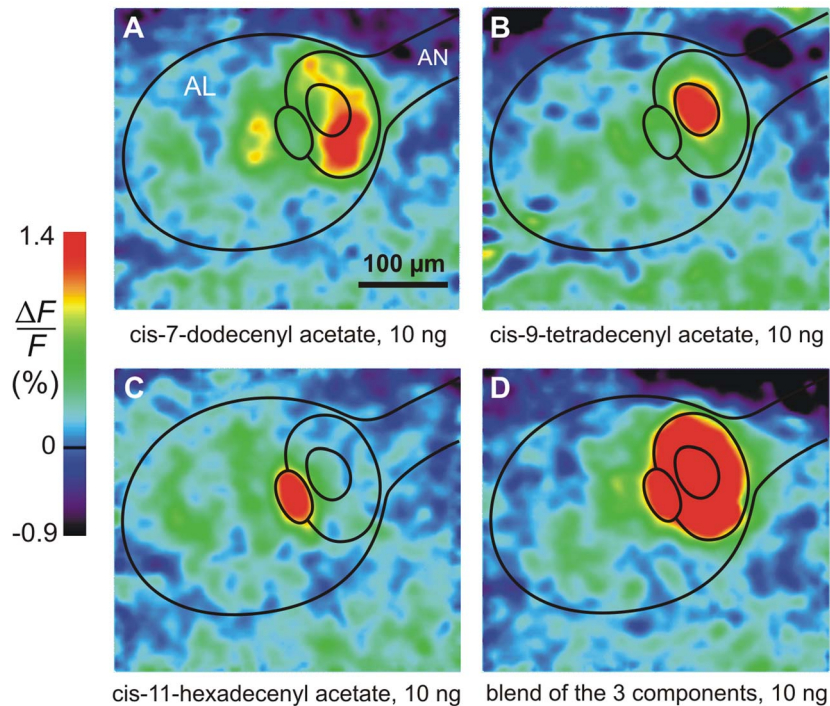 A
AL
AN
100 µm
cis-7-dodecenyl acetate, 10 ng
B
cis-9-tetradecenyl acetate, 10 ng
1.4
ΔF
F
(%)
0
-0.9
C
cis-11-hexadecenyl acetate, 10 ng
D
blend of the 3 components, 10 ng